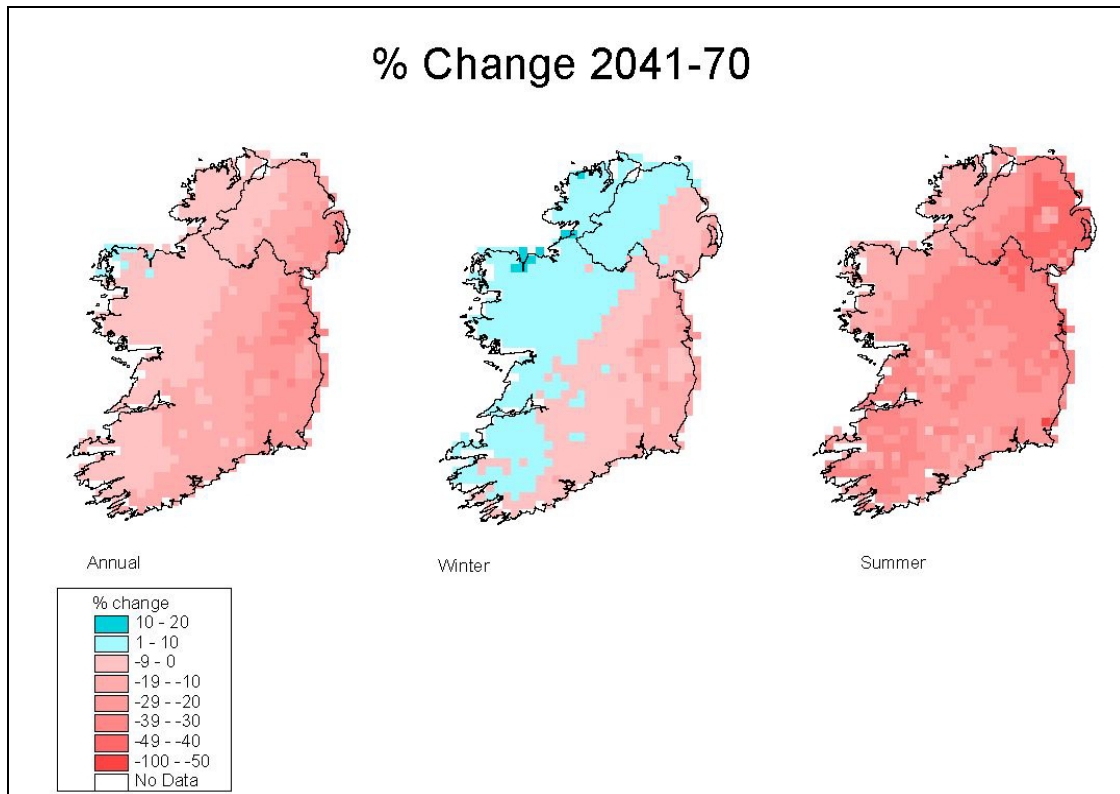 % Change 2041-70
Annual
Winter
Summer
% change
10 - 20
1 - 10
-9 - 0
-19 - -10
-29 - -20
-39 - -30
-49 - -40
-100 - -50
No Data